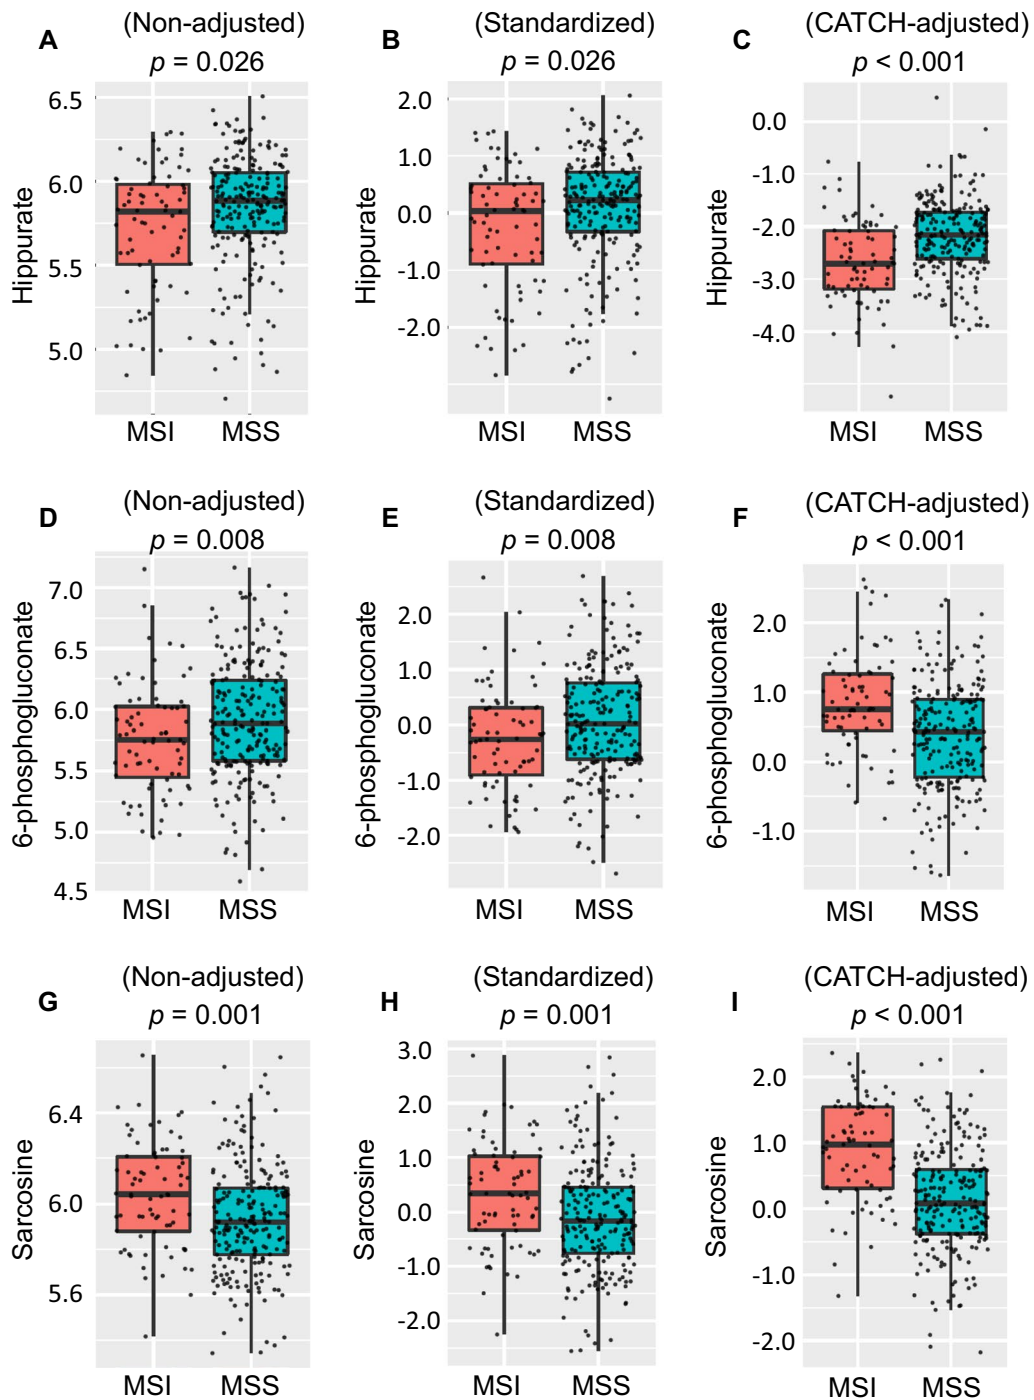 A (Non-adjusted)
p = 0.026
Hippurate
6.5
6.0
5.5
5.0
MSI MSS
B (Standardized)
p = 0.026
Hippurate
2.0
1.0
0.0
-1.0
-2.0
MSI MSS
C (CATCH-adjusted)
p < 0.001
Hippurate
0.0
-1.0
-2.0
-3.0
-4.0
MSI MSS
D (Non-adjusted)
p = 0.008
6-phosphogluconate
7.0
6.5
6.0
5.5
5.0
4.5
MSI MSS
E (Standardized)
p = 0.008
6-phosphogluconate
2.0
1.0
0.0
-1.0
-2.0
MSI MSS
F (CATCH-adjusted)
p < 0.001
6-phosphogluconate
2.0
1.0
0.0
-1.0
MSI MSS
G (Non-adjusted)
p = 0.001
Sarcosine
6.4
6.0
5.6
MSI MSS
H (Standardized)
p = 0.001
Sarcosine
3.0
2.0
1.0
0.0
-1.0
-2.0
MSI MSS
I (CATCH-adjusted)
p < 0.001
Sarcosine
2.0
1.0
0.0
-1.0
-2.0
MSI MSS